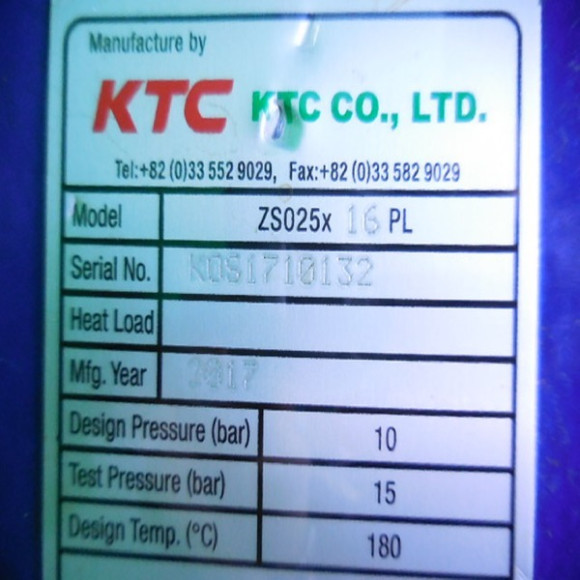 Manufacture by
KTC KTC CO., LTD.
Tel:+82 (0)33 552 9029, Fax:+82 (0)33 582 9029
Model ZS025x 16 PL
Serial No. KOS1710132
Heat Load
Mfg. Year 2017
Design Pressure (bar) 10
Test Pressure (bar) 15
Design Temp. (°C) 180